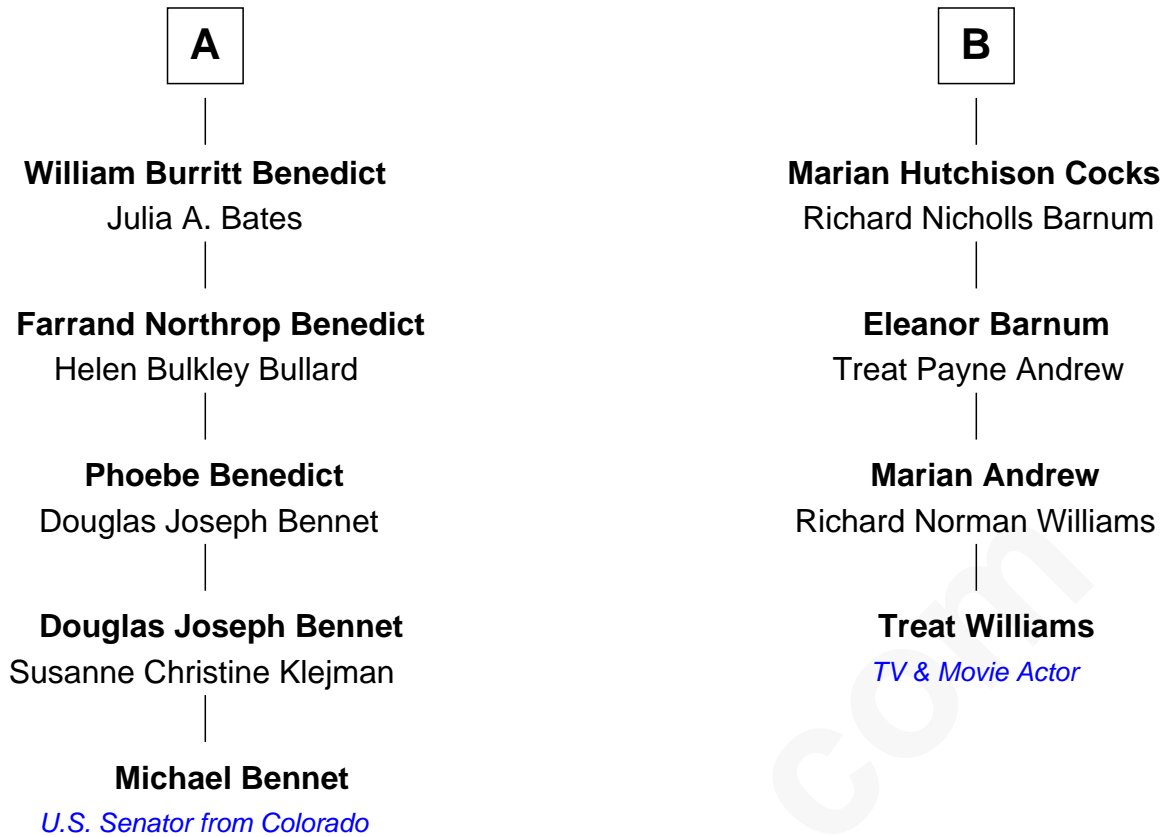 A
William Burritt Benedict
Julia A. Bates
Farrand Northrop Benedict
Helen Bulkley Bullard
Phoebe Benedict
Douglas Joseph Bennet
Douglas Joseph Bennet
Susanne Christine Klejman
Michael Bennet
U.S. Senator from Colorado
B
Marian Hutchison Cocks
Richard Nicholls Barnum
Eleanor Barnum
Treat Payne Andrew
Marian Andrew
Richard Norman Williams
Treat Williams
TV & Movie Actor
com